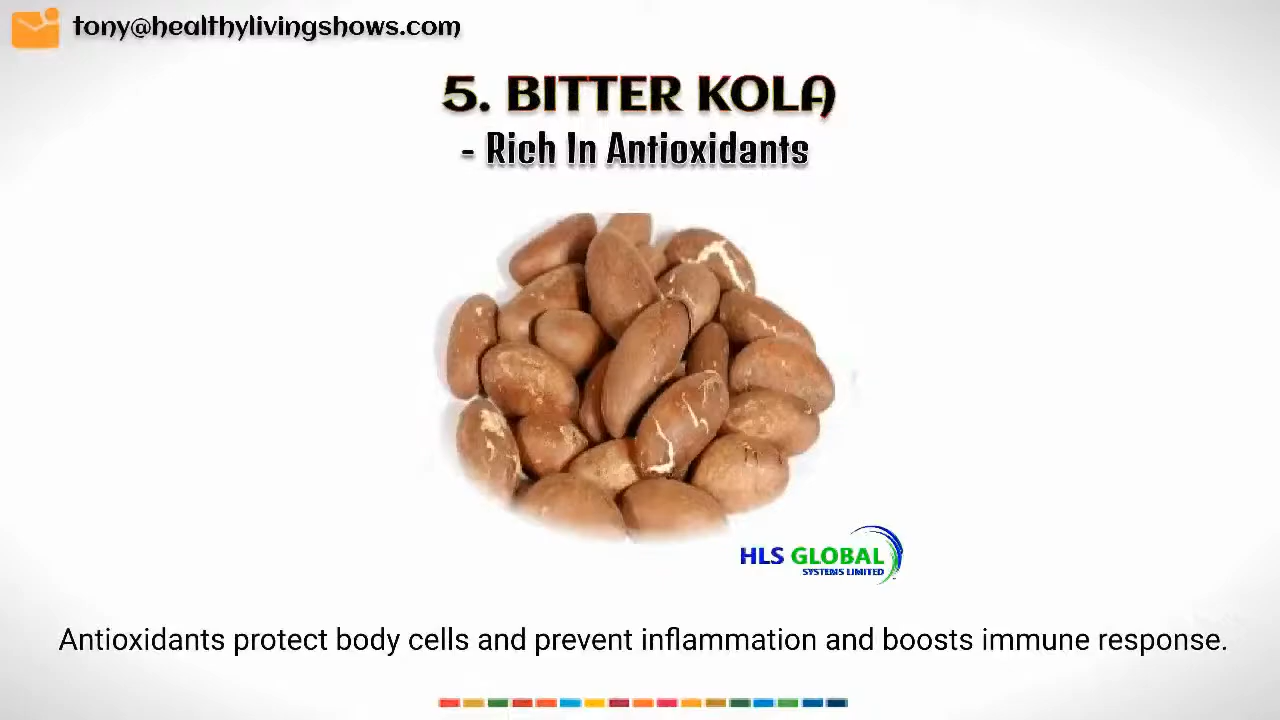 tony@healthylivingshows.com
5. BITTER KOLA
- Rich In Antioxidants
HLS GLOBAL
SYSTEMS LIMITED
Antioxidants protect body cells and prevent inflammation and boosts immune response.